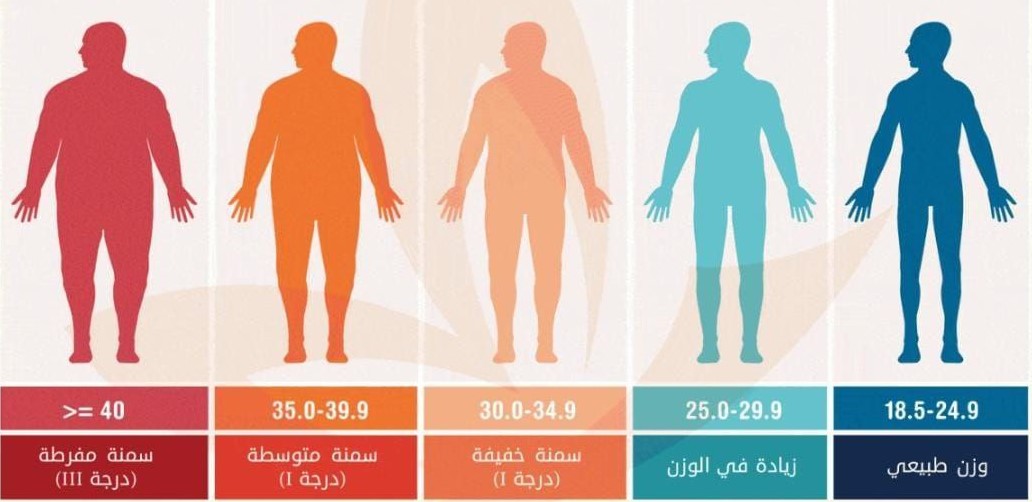 18.5-24.9
وزن طبيعي
25.0-29.9
زيادة في الوزن
30.0-34.9
سمنة خفيفة
(درجة I)
35.0-39.9
سمنة متوسطة
(درجة I)
>= 40
سمنة مفرطة
(درجة III)